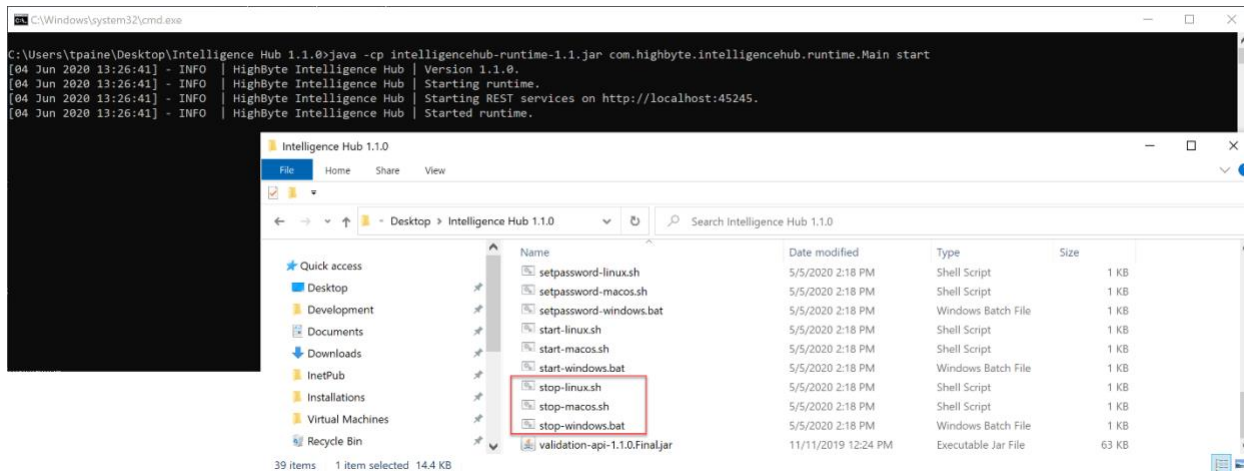 C:\Windows\system32\cmd.exe
C:\Users\tpaine\Desktop\Intelligence Hub 1.1.0>java -cp intelligencehub-runtime-1.1.jar com.highbyte.intelligencehub.runtime.Main start
[04 Jun 2020 13:26:41] - INFO | HighByte Intelligence Hub | Version 1.1.0.
[04 Jun 2020 13:26:41] - INFO | HighByte Intelligence Hub | Starting runtime.
[04 Jun 2020 13:26:41] - INFO | HighByte Intelligence Hub | Starting REST services on http://localhost:45245.
[04 Jun 2020 13:26:41] - INFO | HighByte Intelligence Hub | Started runtime.
Intelligence Hub 1.1.0
File Home Share View
Desktop > Intelligence Hub 1.1.0 Search Intelligence Hub 1.1.0
Quick access
Desktop
Development
Documents
Downloads
InetPub
Installations
Virtual Machines
Recycle Bin
Name Date modified Type Size
setpassword-linux.sh 5/5/2020 2:18 PM Shell Script 1 KB
setpassword-macos.sh 5/5/2020 2:18 PM Shell Script 1 KB
setpassword-windows.bat 5/5/2020 2:18 PM Windows Batch File 1 KB
start-linux.sh 5/5/2020 2:18 PM Shell Script 1 KB
start-macos.sh 5/5/2020 2:18 PM Shell Script 1 KB
start-windows.bat 5/5/2020 2:18 PM Windows Batch File 1 KB
stop-linux.sh 5/5/2020 2:18 PM Shell Script 1 KB
stop-macos.sh 5/5/2020 2:18 PM Shell Script 1 KB
stop-windows.bat 5/5/2020 2:18 PM Windows Batch File 1 KB
validation-api-1.1.0.Final.jar 11/11/2019 12:24 PM Executable Jar File 63 KB
39 items 1 item selected 14.4 KB